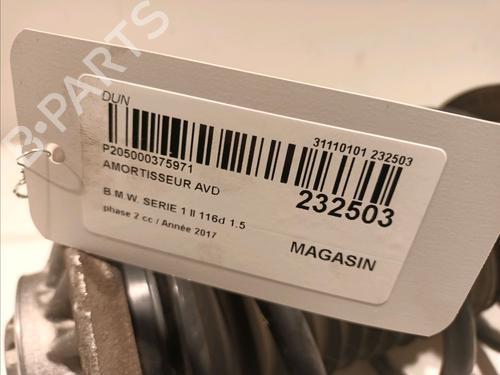 DUN
P205000375971
31110101 232503
AMORTISSEUR AVD
232503
B.M.W. SERIE 1 II 116d 1.5
phase 2 cc / Année 2017
MAGASIN
B-PARTS